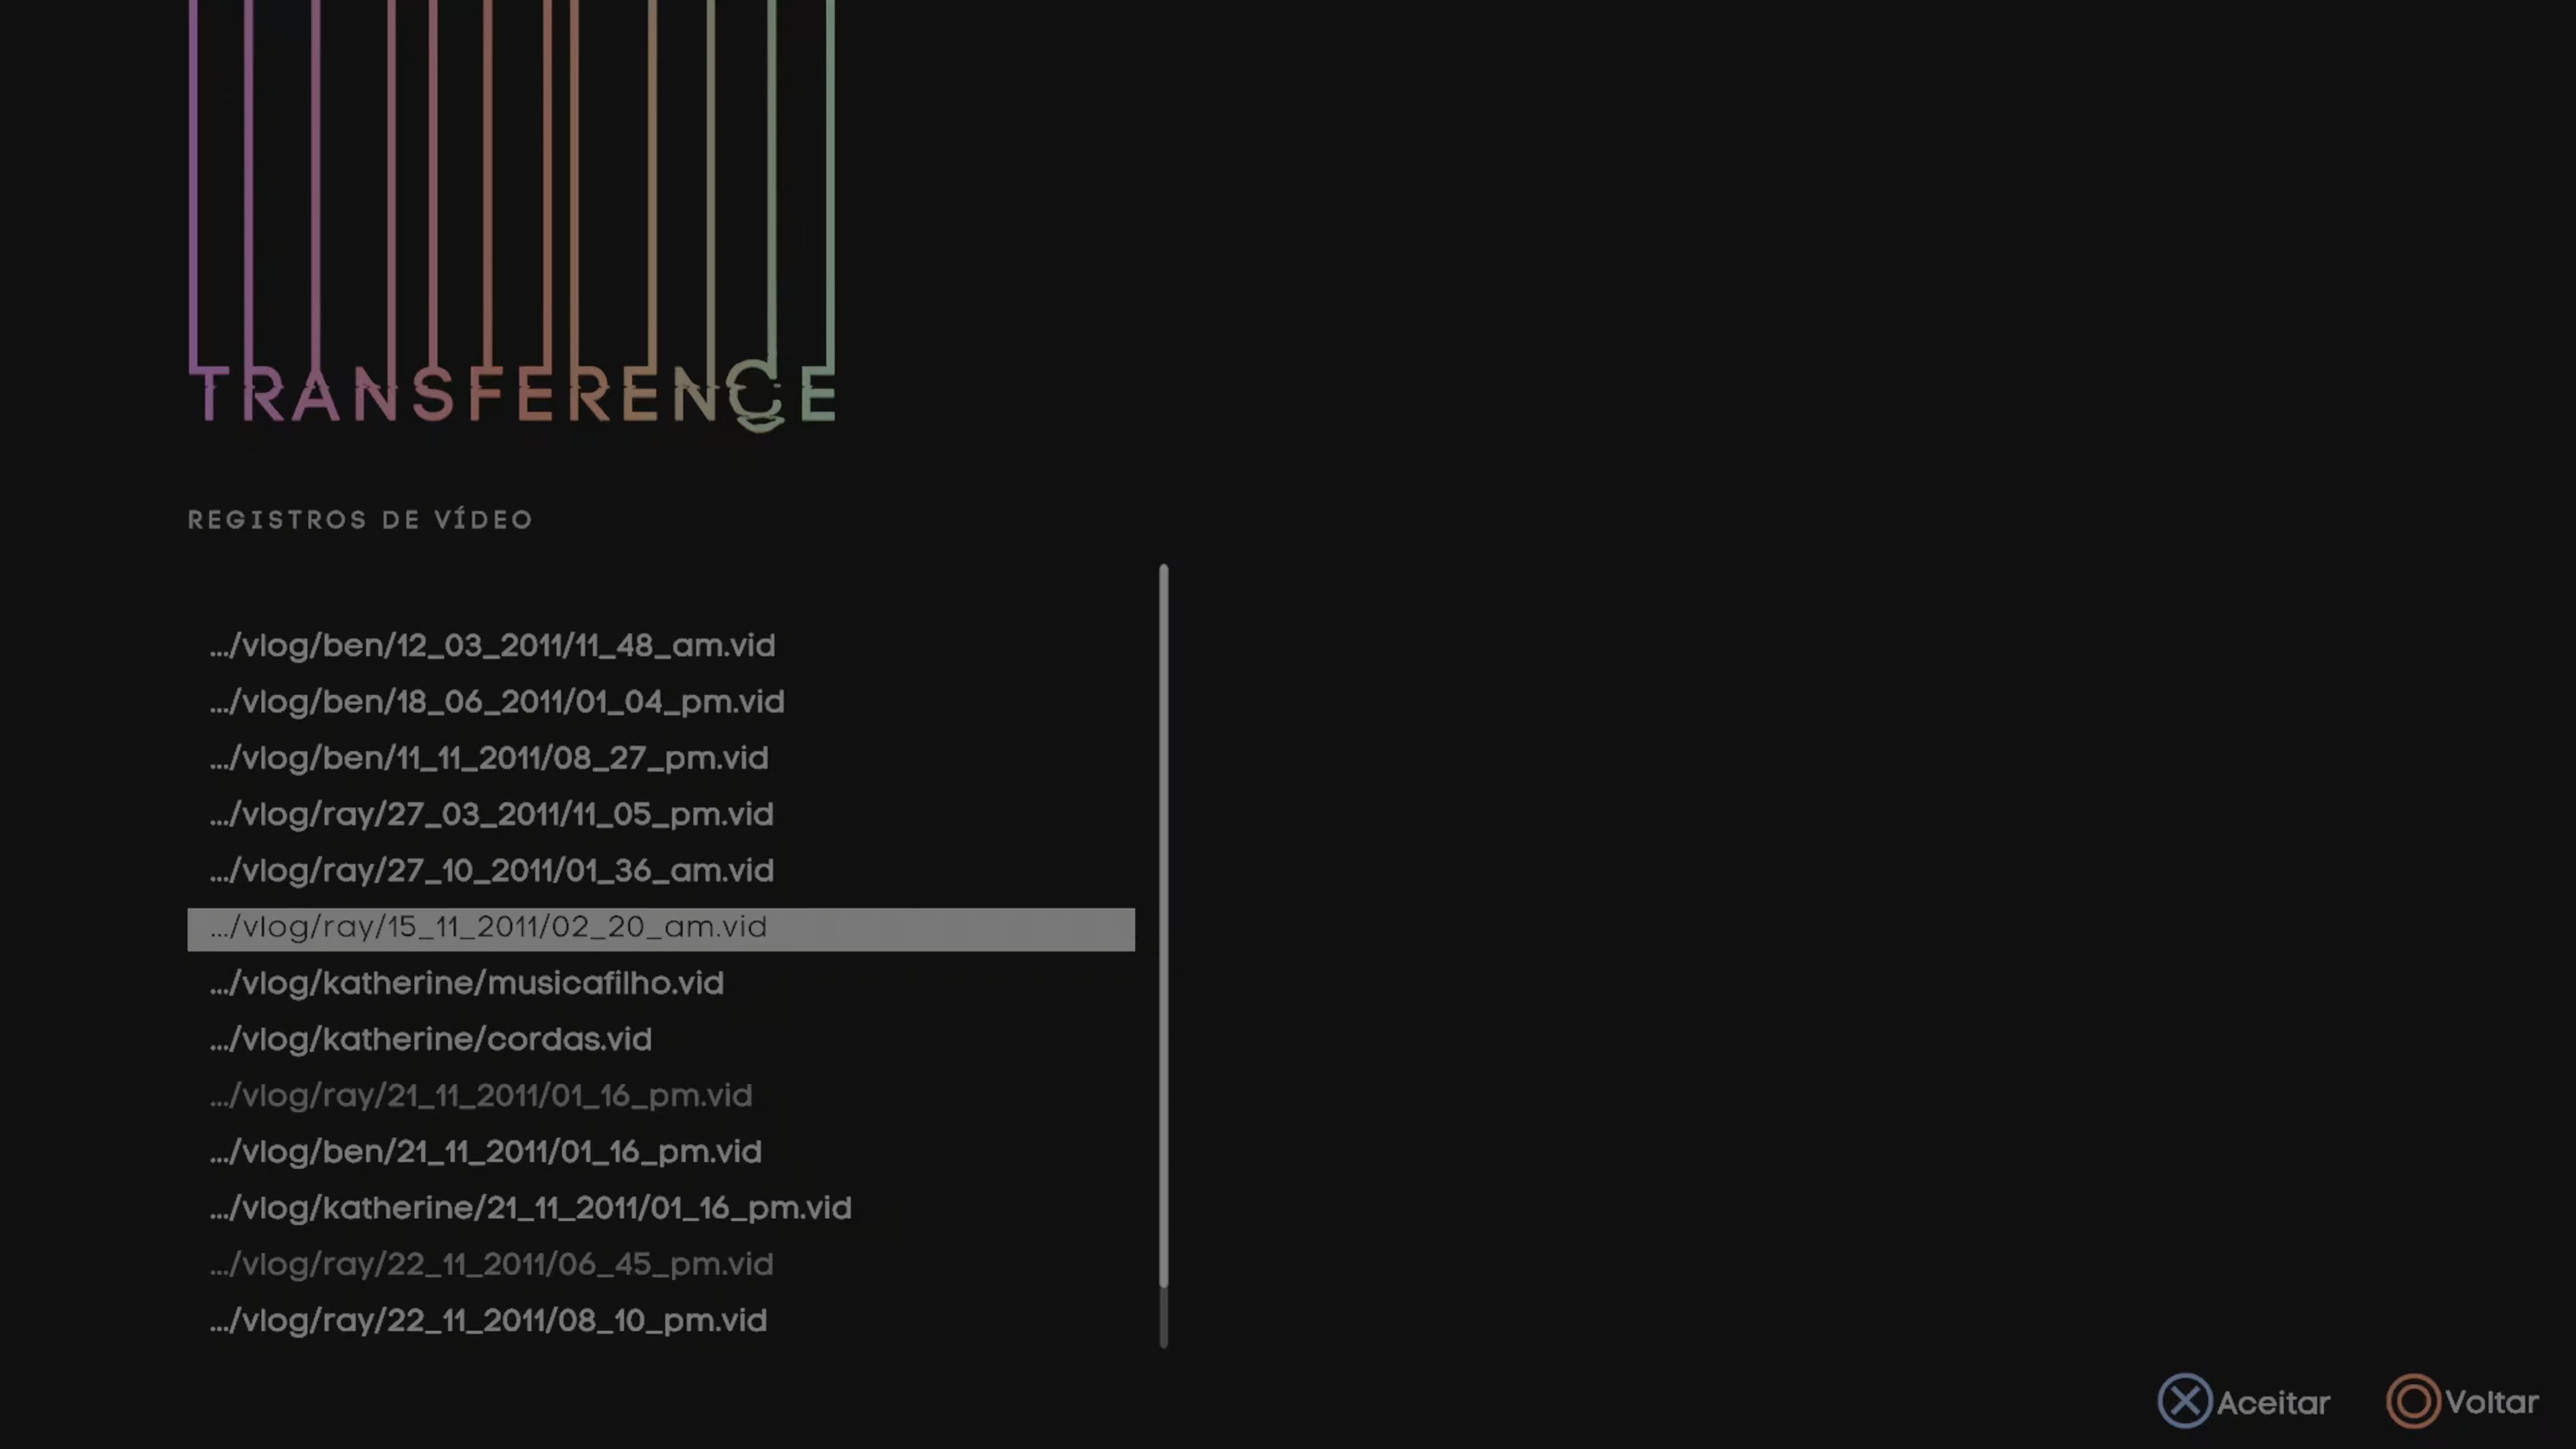 TRANSFERENCE
REGISTROS DE VÍDEO
.../vlog/ben/12_03_2011/11_48_am.vid
.../vlog/ben/18_06_2011/01_04_pm.vid
.../vlog/ben/11_11_2011/08_27_pm.vid
.../vlog/ray/27_03_2011/11_05_pm.vid
.../vlog/ray/27_10_2011/01_36_am.vid
.../vlog/ray/15_11_2011/02_20_am.vid
.../vlog/katherine/musicafilho.vid
.../vlog/katherine/cordas.vid
.../vlog/ray/21_11_2011/01_16_pm.vid
.../vlog/ben/21_11_2011/01_16_pm.vid
.../vlog/katherine/21_11_2011/01_16_pm.vid
.../vlog/ray/22_11_2011/06_45_pm.vid
.../vlog/ray/22_11_2011/08_10_pm.vid
Aceitar Voltar